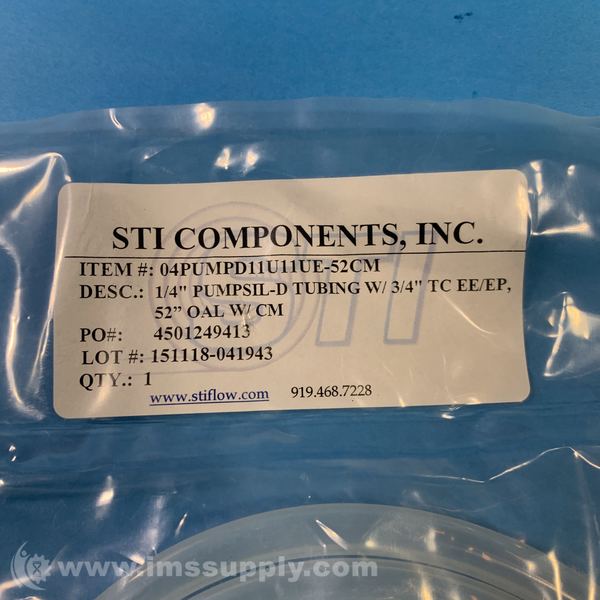 STI COMPONENTS, INC.
ITEM #: 04PUMPD11U11UE-52CM
DESC.: 1/4" PUMPSIL-D TUBING W/ 3/4" TC EE/EP,
52” OAL W/ CM
PO#: 4501249413
LOT #: 151118-041943
QTY.: 1
www.stiflow.com 919.468.7228
STI
www.imssupply.com